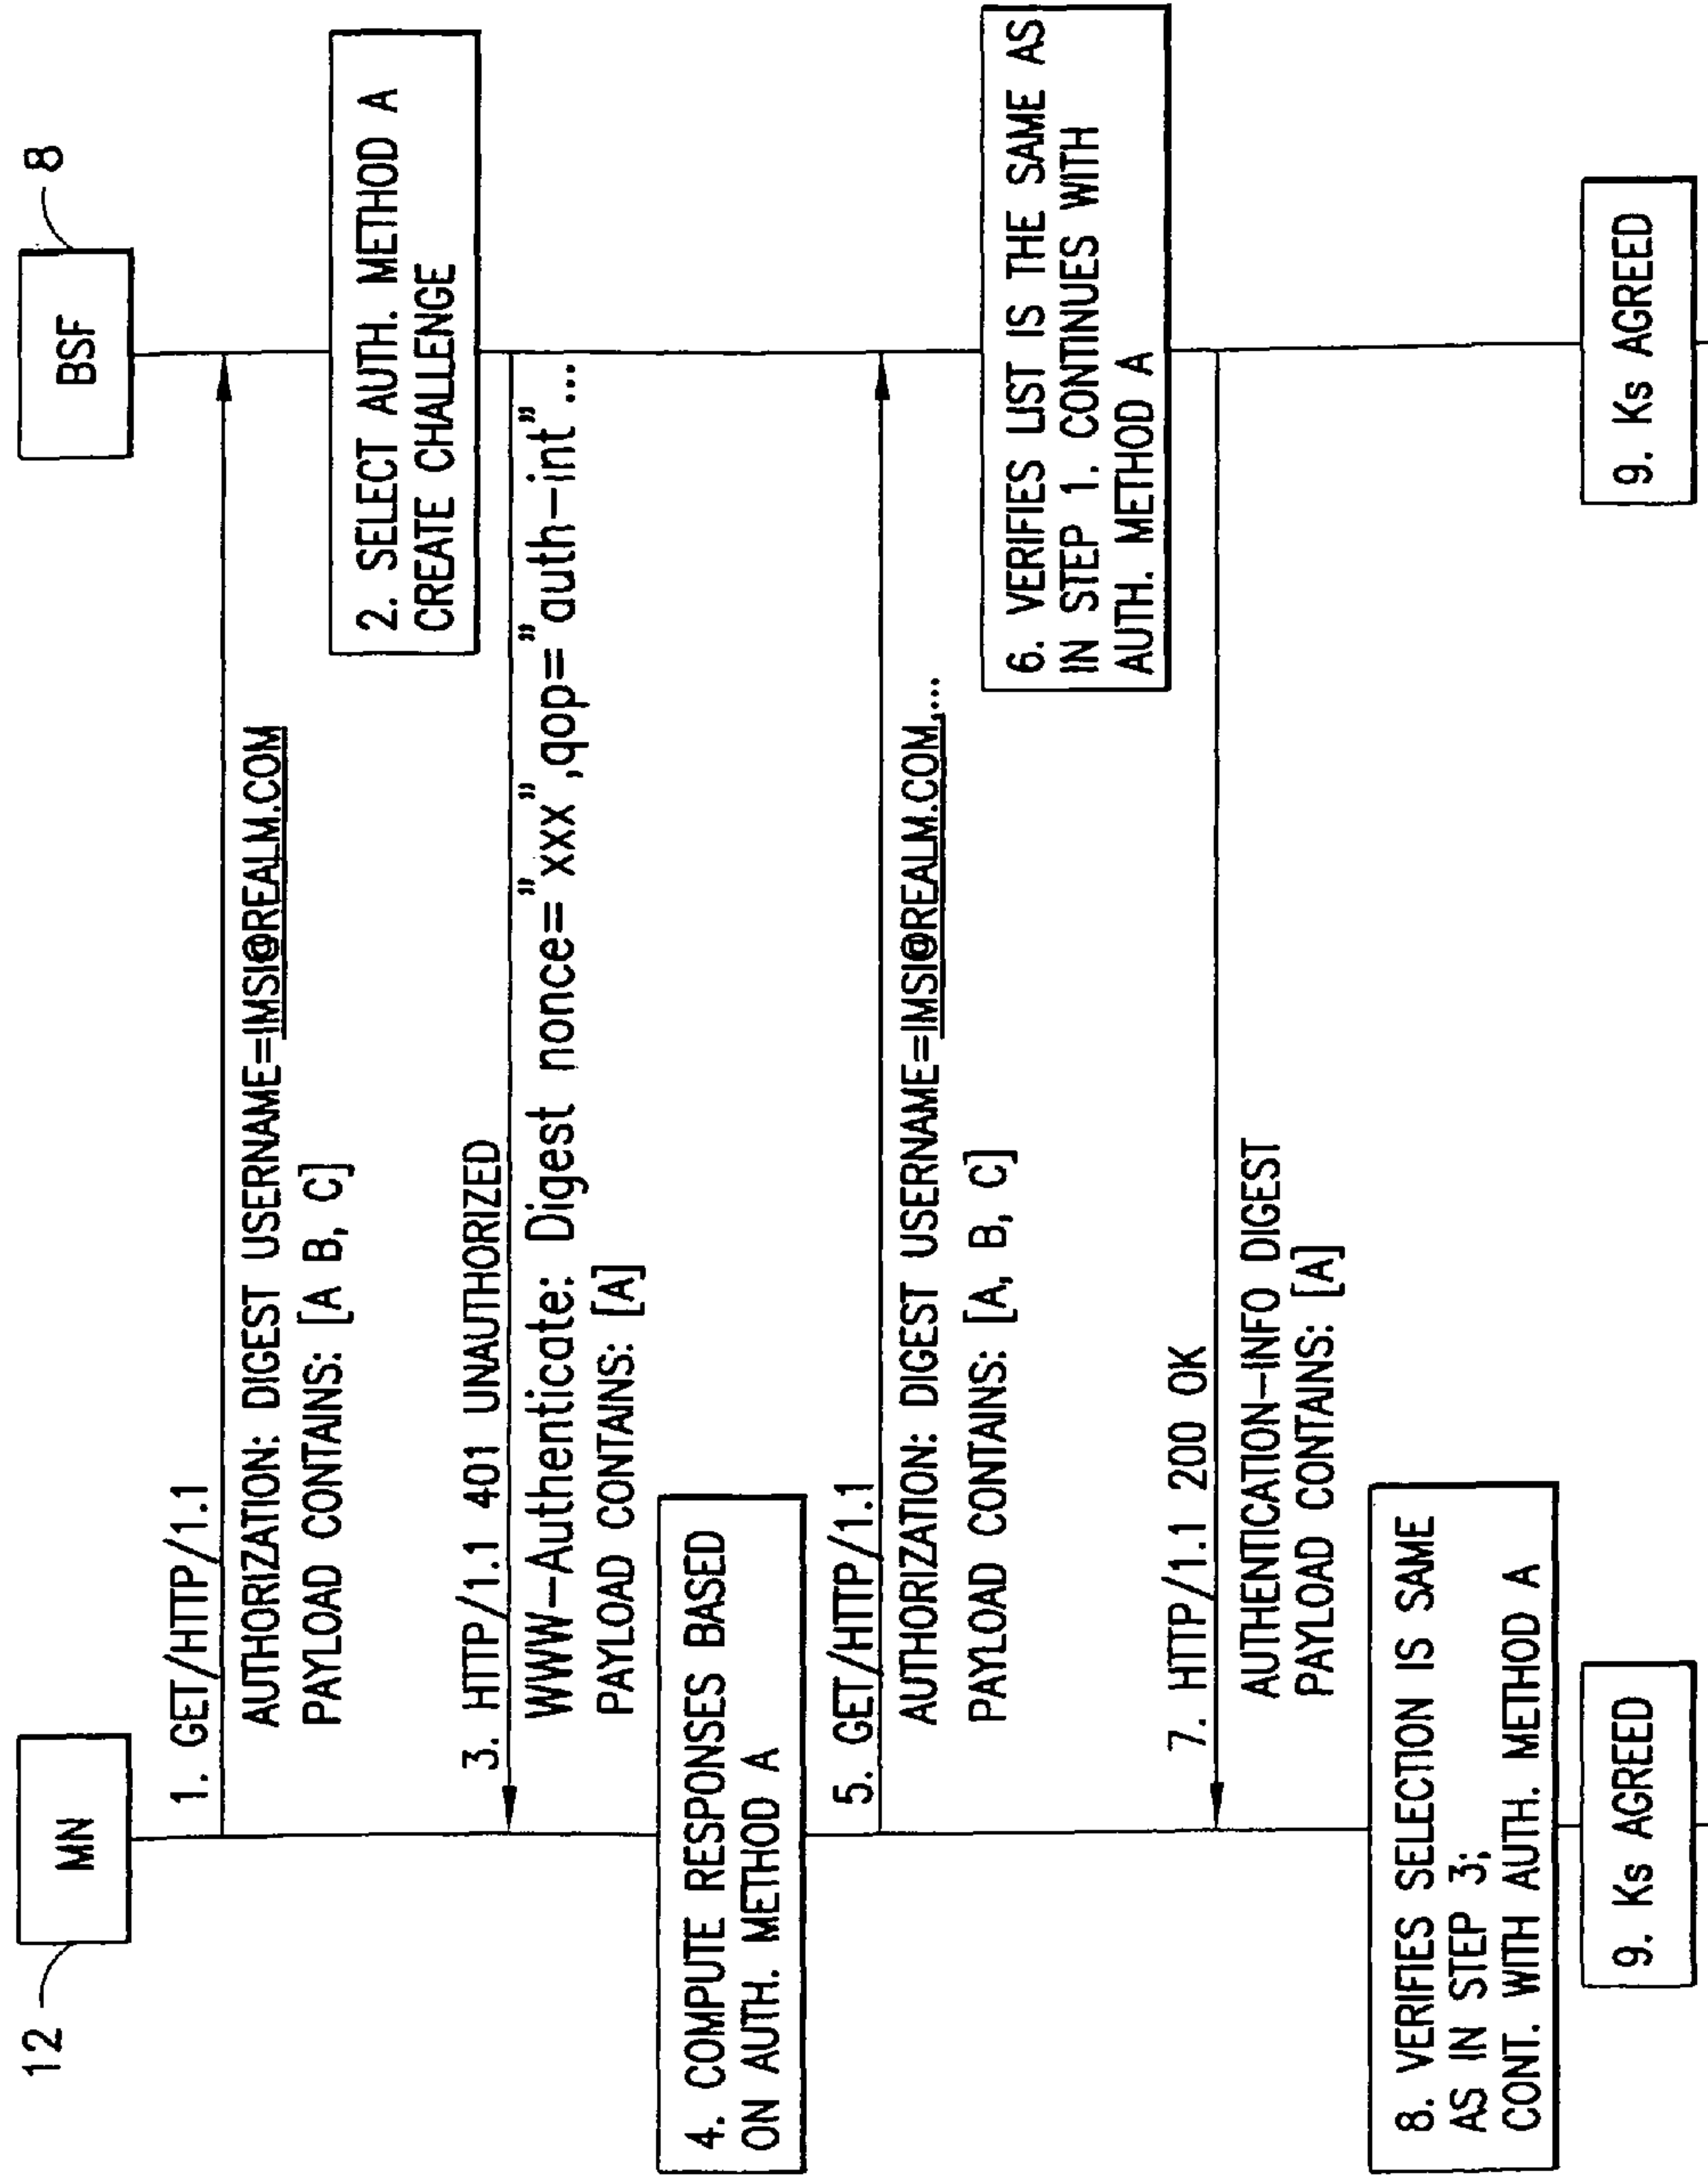 12
MN
BSF
8
1. GET/HTTP/1.1
AUTHORIZATION: DIGEST USERNAME=IMSI@REALM.COM
PAYLOAD CONTAINS: [A B, C]
2. SELECT AUTH. METHOD A
CREATE CHALLENGE
3. HTTP/1.1 401 UNAUTHORIZED
WWW-Authenticate: Digest nonce="xxx",qop="auth-int"...
PAYLOAD CONTAINS: [A]
4. COMPUTE RESPONSES BASED
ON AUTH. METHOD A
5. GET/HTTP/1.1
AUTHORIZATION: DIGEST USERNAME=IMSI@REALM.COM,...
PAYLOAD CONTAINS: [A, B, C]
6. VERIFIES LIST IS THE SAME AS
IN STEP 1. CONTINUES WITH
AUTH. METHOD A
7. HTTP/1.1 200 OK
AUTHENTICATION-INFO DIGEST
PAYLOAD CONTAINS: [A]
8. VERIFIES SELECTION IS SAME
AS IN STEP 3;
CONT. WITH AUTH. METHOD A
9. Ks AGREED
9. Ks AGREED